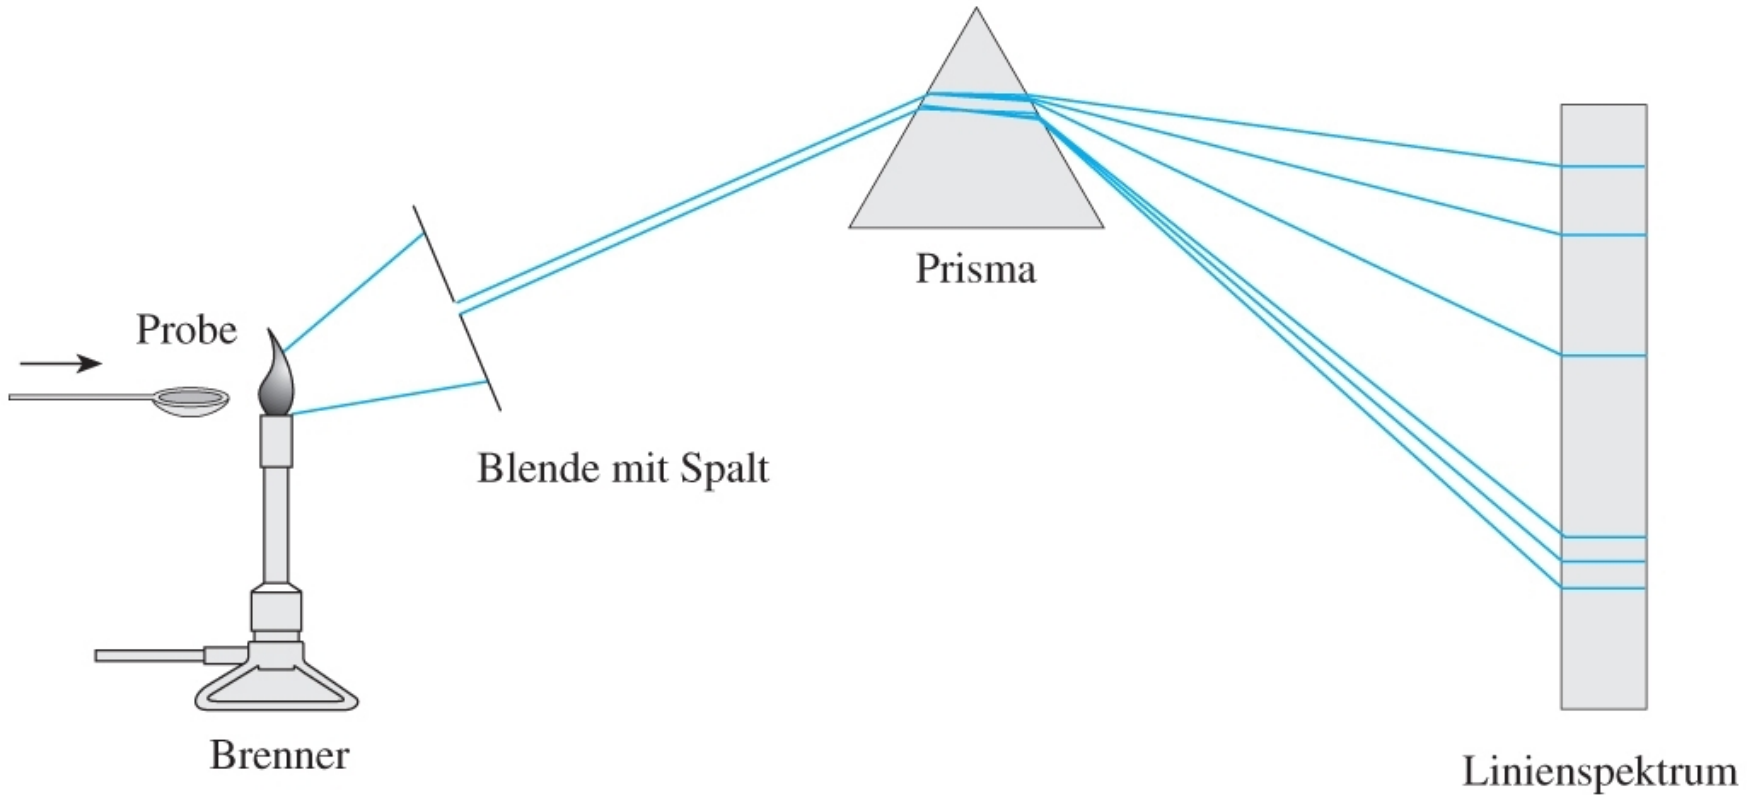 Prisma
Probe
Blende mit Spalt
Brenner
Linienspektrum